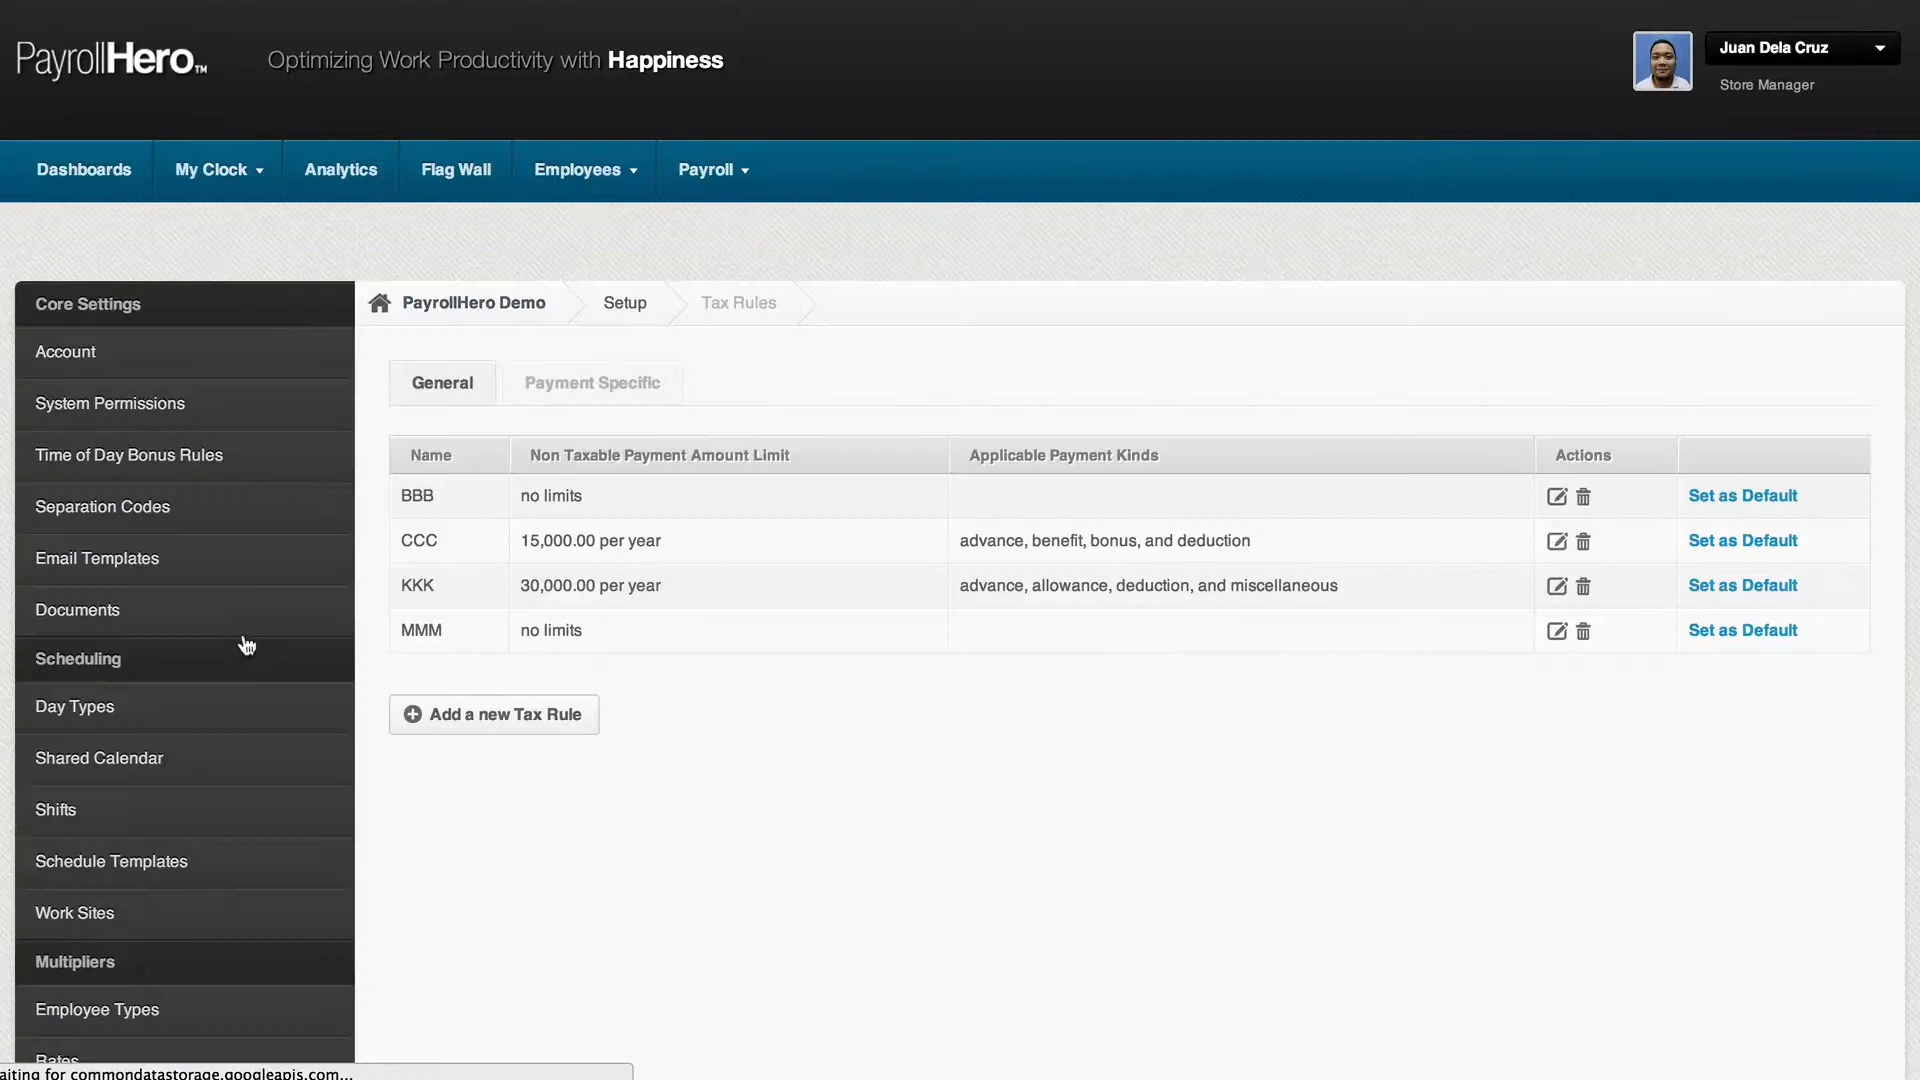 PayrollHero™
Optimizing Work Productivity with Happiness
Juan Dela Cruz
Store Manager
Dashboards My Clock Analytics Flag Wall Employees Payroll
Core Settings
Account
System Permissions
Time of Day Bonus Rules
Separation Codes
Email Templates
Documents
Scheduling
Day Types
Shared Calendar
Shifts
Schedule Templates
Work Sites
Multipliers
Employee Types
Rates
PayrollHero Demo Setup Tax Rules
General Payment Specific
Name Non Taxable Payment Amount Limit Applicable Payment Kinds Actions
BBB no limits Set as Default
CCC 15,000.00 per year advance, benefit, bonus, and deduction Set as Default
KKK 30,000.00 per year advance, allowance, deduction, and miscellaneous Set as Default
MMM no limits Set as Default
Add a new Tax Rule
aiting for commondatastorage.googleapis.com...